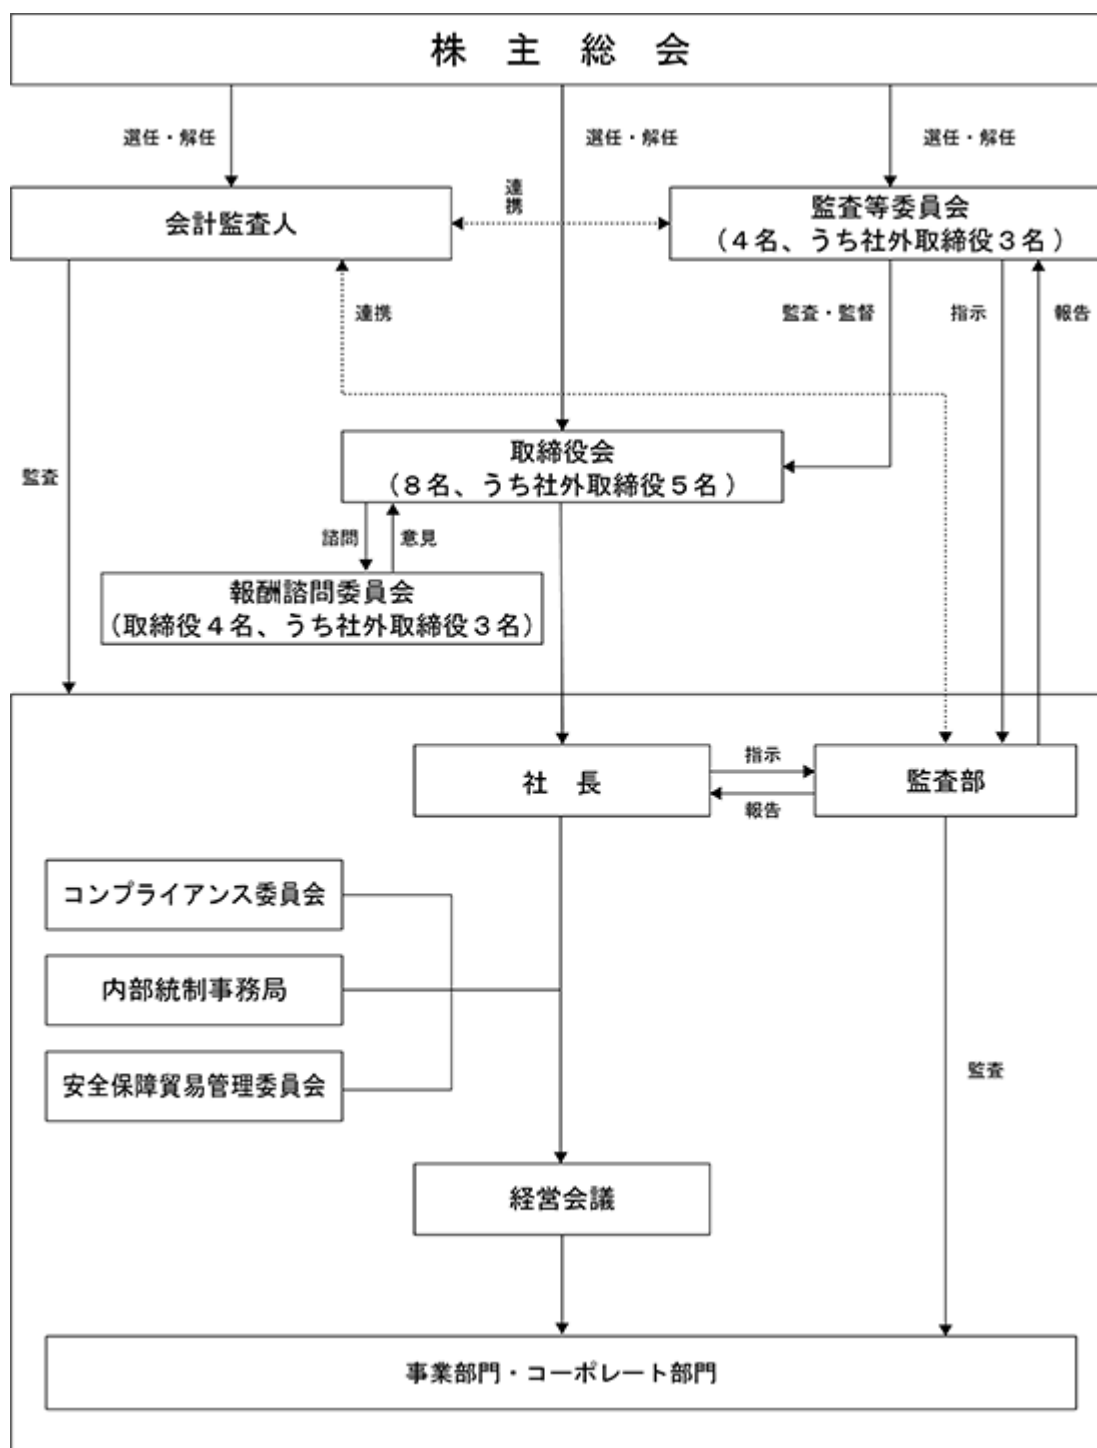 株主総会
選任・解任
選任・解任
選任・解任
会計監査人
連携
監査等委員会
（４名、うち社外取締役３名）
連携
監査・監督
指示
報告
監査
取締役会
（８名、うち社外取締役５名）
諮問
意見
報酬諮問委員会
（取締役４名、うち社外取締役３名）
社長
指示
報告
監査部
コンプライアンス委員会
内部統制事務局
安全保障貿易管理委員会
監査
経営会議
事業部門・コーポレート部門